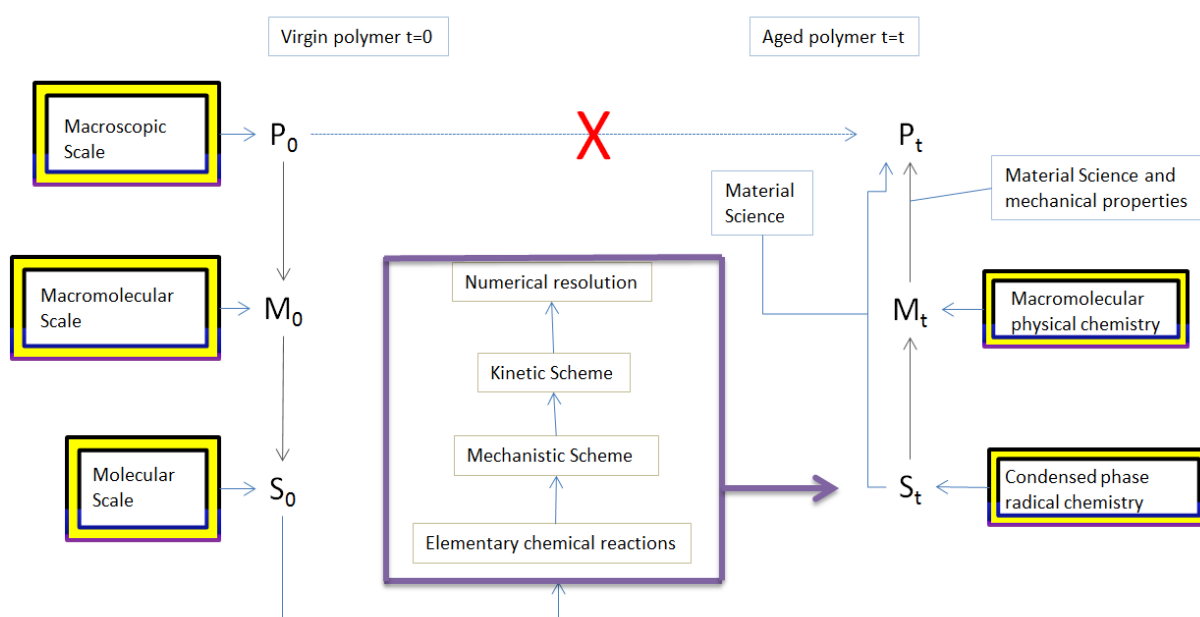 Virgin polymer t=0
Aged polymer t=t
Macroscopic
Scale
P0
X
Pt
Material
Science
Material Science and
mechanical properties
Macromolecular
Scale
M0
Numerical resolution
Mt
Macromolecular
physical chemistry
Kinetic Scheme
Mechanistic Scheme
Molecular
Scale
S0
St
Condensed phase
radical chemistry
Elementary chemical reactions